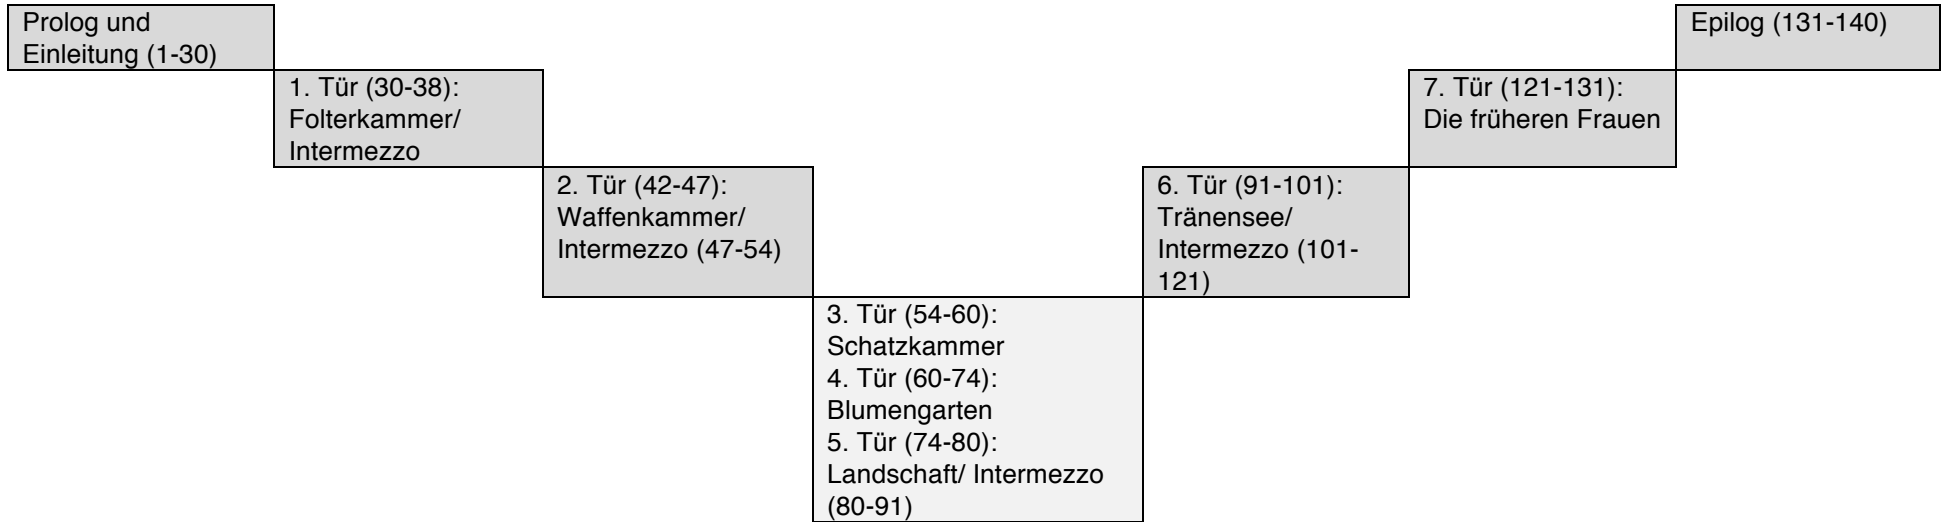 Prolog und
Einleitung (1-30)
1. Tür (30-38):
Folterkammer/
Intermezzo
2. Tür (42-47):
Waffenkammer/
Intermezzo (47-54)
3. Tür (54-60):
Schatzkammer
4. Tür (60-74):
Blumengarten
5. Tür (74-80):
Landschaft/ Intermezzo
(80-91)
6. Tür (91-101):
Tränensee/
Intermezzo (101-
121)
7. Tür (121-131):
Die früheren Frauen
Epilog (131-140)